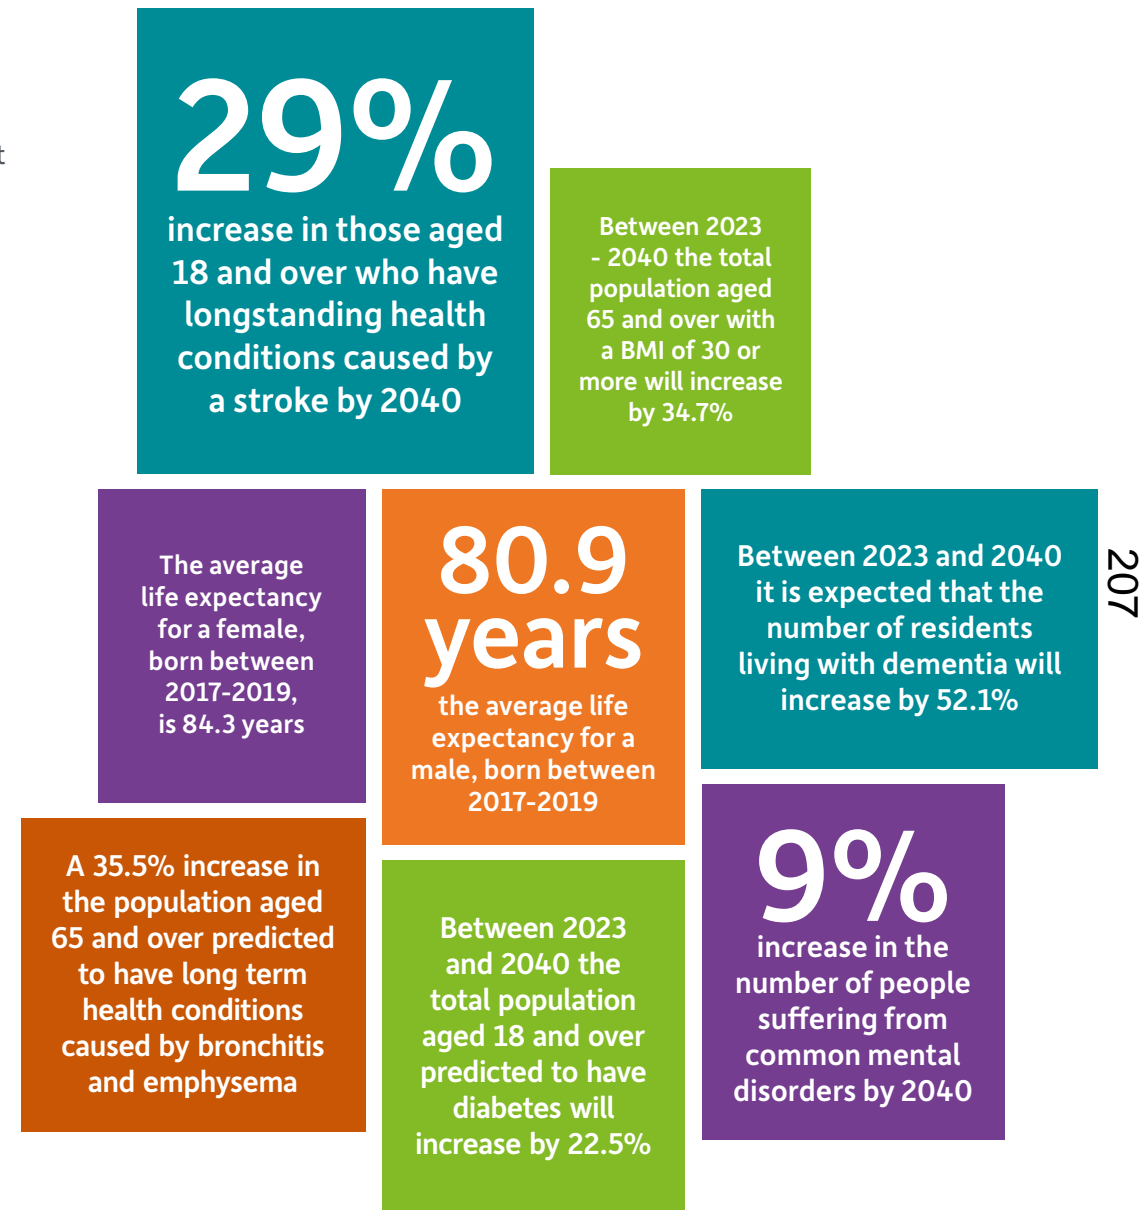 t
29%
increase in those aged
18 and over who have
longstanding health
conditions caused by
a stroke by 2040
Between 2023
- 2040 the total
population aged
65 and over with
a BMI of 30 or
more will increase
by 34.7%
The average
life expectancy
for a female,
born between
2017-2019,
is 84.3 years
80.9
years
the average life
expectancy for a
male, born between
2017-2019
Between 2023 and 2040
it is expected that the
number of residents
living with dementia will
increase by 52.1%
207
A 35.5% increase in
the population aged
65 and over predicted
to have long term
health conditions
caused by bronchitis
and emphysema
Between 2023
and 2040 the
total population
aged 18 and over
predicted to have
diabetes will
increase by 22.5%
9%
increase in the
number of people
suffering from
common mental
disorders by 2040